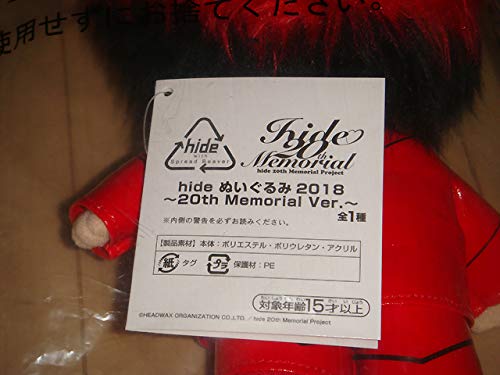 使用せずにお捨てください。
hide
with
Spread Beaver
hide
20th
Memorial
hide 20th Memorial Project
hide ぬいぐるみ 2018
～20th Memorial Ver.～
全1種
※内側の警告を必ずお読みください。
【製品素材】本体：ポリエステル・ポリウレタン・アクリル
紙 タグ プラ 保護材：PE
対象年齢15才以上
©HEADWAX ORGANIZATION CO.,LTD. / hide 20th Memorial Project